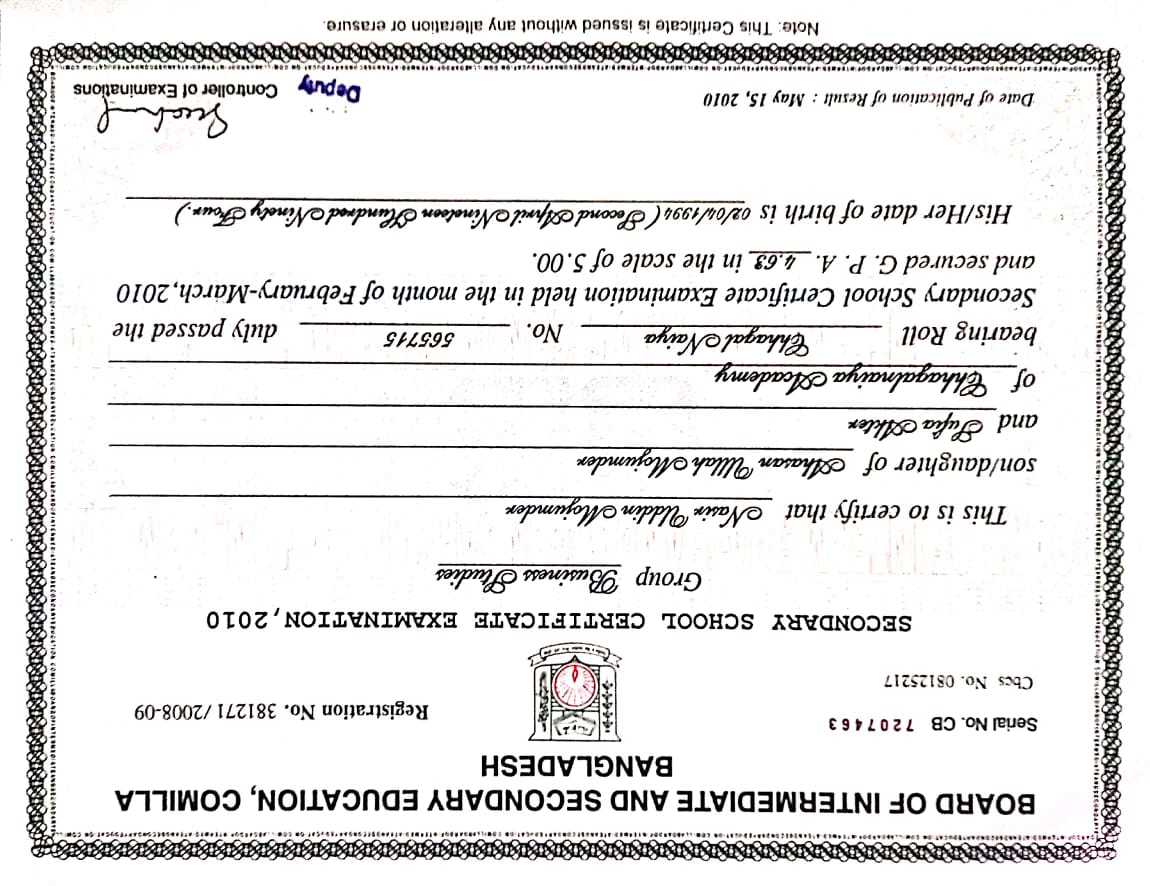 BOARD OF INTERMEDIATE AND SECONDARY EDUCATION, COMILLA
BANGLADESH
Serial No. CB 7207463
Registration No. 381271/2008-09
Cbcs No. 08125217
SECONDARY SCHOOL CERTIFICATE EXAMINATION,2010
Group Business Studies
This is to certify that Nasir Uddin Mojumder
son/daughter of Ahasan Ullah Mojumder
and Sufia Akter
of Chhagalnaiya Academy
bearing Roll Chhagal Naiya No. 565715 duly passed the
Secondary School Certificate Examination held in the month of February-March,2010
and secured G. P. A. 4.63 in the scale of 5.00.
His/Her date of birth is 02/04/1994 (Second April Nineteen Hundred Ninety Four.)
Date of Publication of Result : May 15, 2010
Deputy Controller of Examinations
Note: This Certificate is issued without any alteration or erasure.